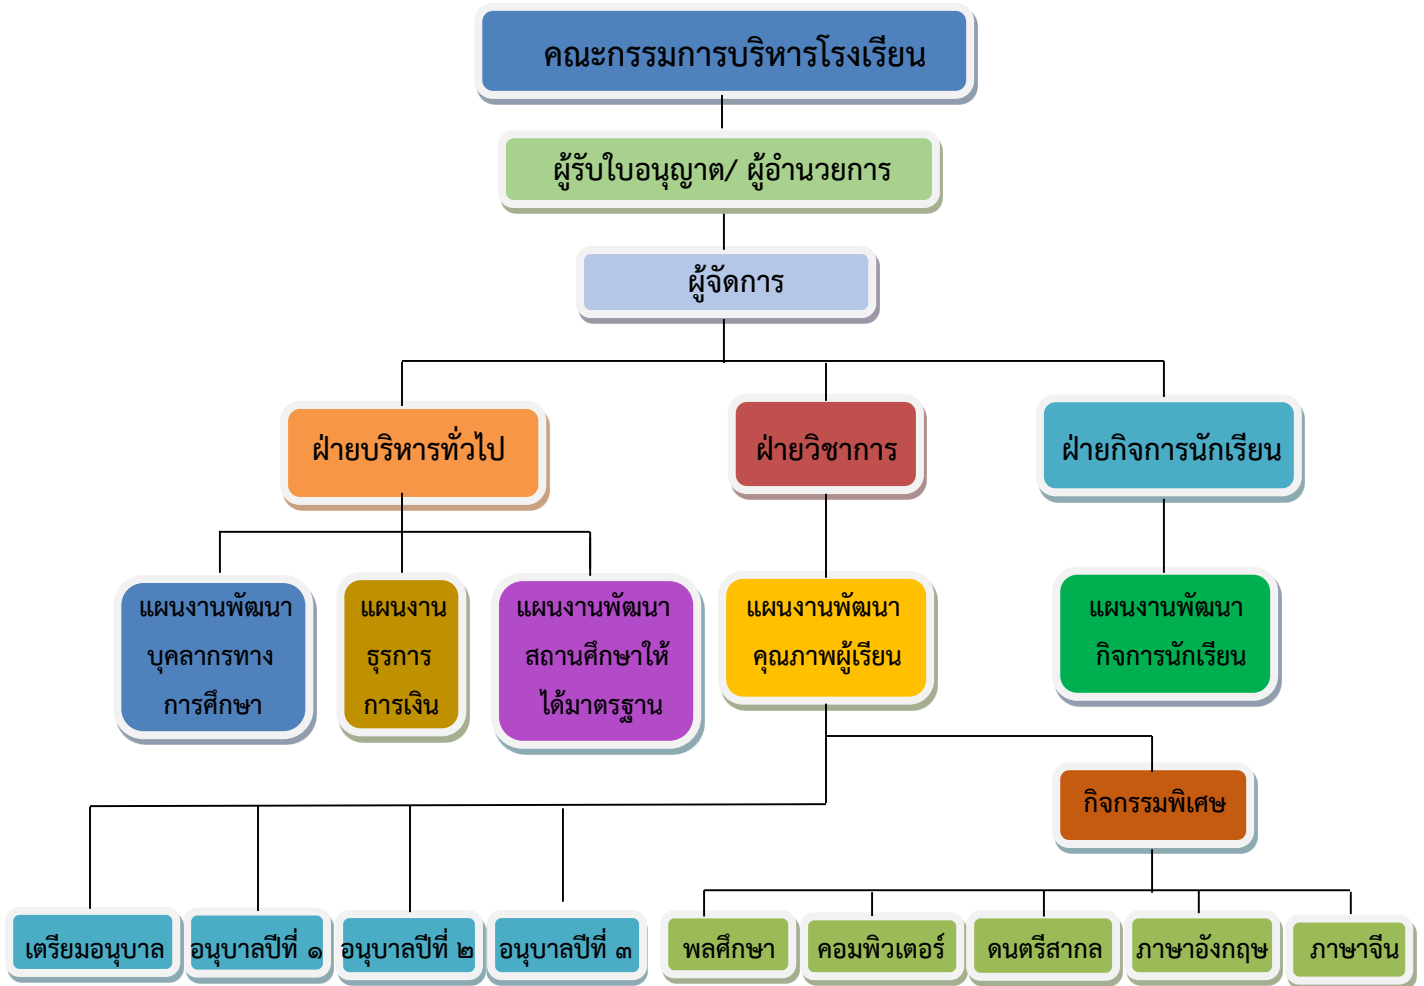 คณะกรรมการบริหารโรงเรียน
ผู้รับใบอนุญาต/ ผู้อำนวยการ
ผู้จัดการ
ฝ่ายบริหารทั่วไป
ฝ่ายวิชาการ
ฝ่ายกิจการนักเรียน
แผนงานพัฒนา
บุคลากรทาง
การศึกษา
แผนงาน
ธุรการ
การเงิน
แผนงานพัฒนา
สถานศึกษาให้
ได้มาตรฐาน
แผนงานพัฒนา
คุณภาพผู้เรียน
แผนงานพัฒนา
กิจการนักเรียน
กิจกรรมพิเศษ
เตรียมอนุบาล
อนุบาลปีที่ ๑
อนุบาลปีที่ ๒
อนุบาลปีที่ ๓
พลศึกษา
คอมพิวเตอร์
ดนตรีสากล
ภาษาอังกฤษ
ภาษาจีน